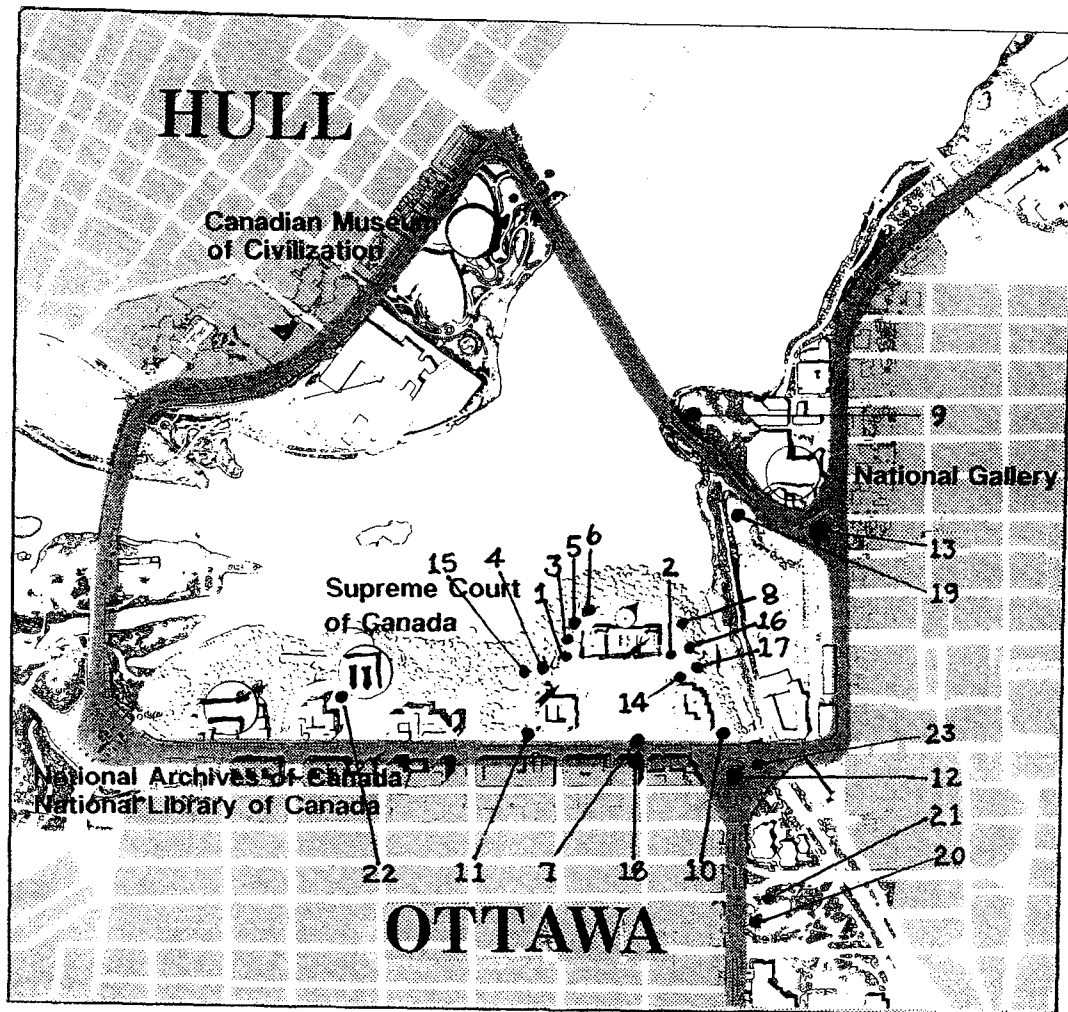 HULL
Canadian Museum
of Civilization
9
National Gallery
13
19
15 4 3 5 6 2
1
8
16
17
Supreme Court
of Canada
14
23
National Archives of Canada
National Library of Canada
12
21
20
22 11 7 18 10
OTTAWA